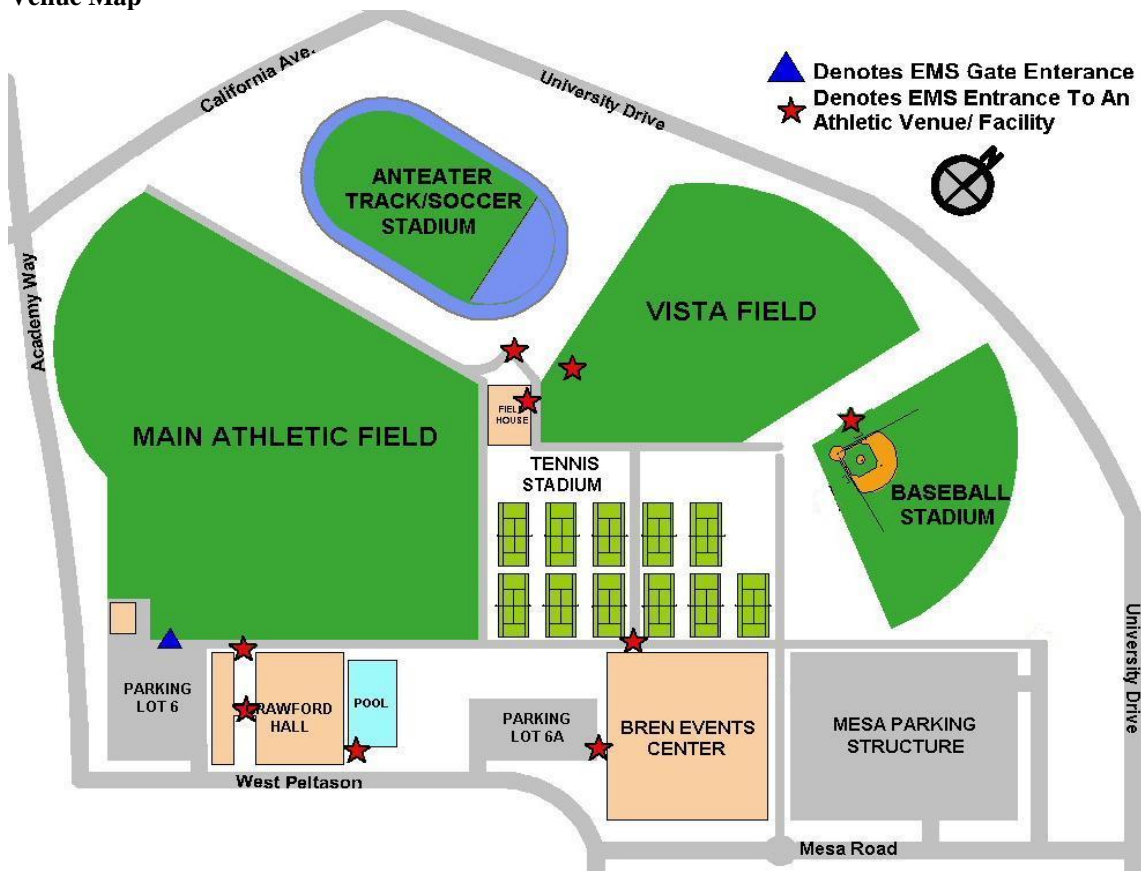 Venue Map
California Ave.
University Drive
Denotes EMS Gate Enterance
Denotes EMS Entrance To An
Athletic Venue/ Facility
N
ANTEATER
TRACK/SOCCER
STADIUM
VISTA FIELD
Academy Way
MAIN ATHLETIC FIELD
FIELD
HOUSE
TENNIS
STADIUM
BASEBALL
STADIUM
University Drive
PARKING
LOT 6
CRAWFORD
HALL
POOL
PARKING
LOT 6A
BREN EVENTS
CENTER
MESA PARKING
STRUCTURE
West Peltason
Mesa Road